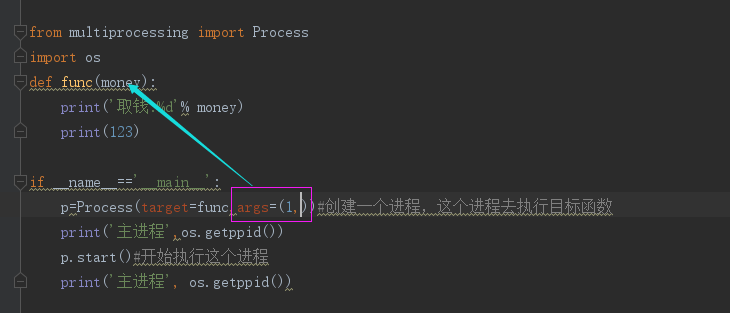 from multiprocessing import Process
import os
def func(money):
    print('取钱:%d'% money)
    print(123)
if __name__=='__main__':
    p=Process(target=func,args=(1,))#创建一个进程, 这个进程去执行目标函数
    print('主进程',os.getppid())
    p.start()#开始执行这个进程
    print('主进程', os.getppid())